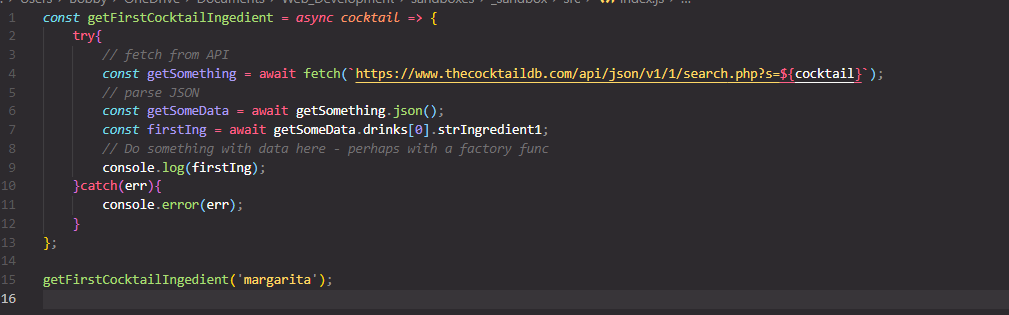 Users > Bobby > OneDrive > Documents > Web_Development > sandboxes > _sandbox > src > index.js > ...
1 const getFirstCocktailIngedient = async cocktail => {
2 try{
3 // fetch from API
4 const getSomething = await fetch(`https://www.thecocktaildb.com/api/json/v1/1/search.php?s=${cocktail}`);
5 // parse JSON
6 const getSomeData = await getSomething.json();
7 const firstIng = await getSomeData.drinks[0].strIngredient1;
8 // Do something with data here - perhaps with a factory func
9 console.log(firstIng);
10 }catch(err){
11 console.error(err);
12 }
13 };
14
15 getFirstCocktailIngedient('margarita');
16